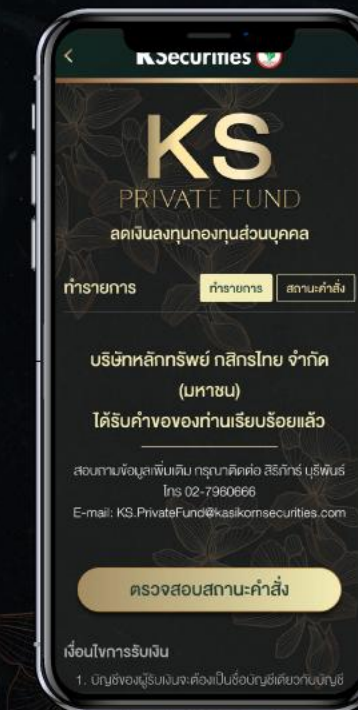 KSecurities
KS
PRIVATE FUND
ลดเงินลงทุนกองทุนส่วนบุคคล
ทำรายการ ทำรายการ สถานะคำสั่ง
บริษัทหลักทรัพย์ กสิกรไทย จำกัด
(มหาชน)
ได้รับคำขอของท่านเรียบร้อยแล้ว
สอบถามข้อมูลเพิ่มเติม กรุณาติดต่อ สิริภัทร์ บุรีพันธ์
โทร 02-7960666
E-mail: KS.PrivateFund@kasikornsecurities.com
ตรวจสอบสถานะคำสั่ง
เงื่อนไขการรับเงิน
1. บัญชีของผู้รับเงินจะต้องเป็นชื่อบัญชีเดียวกับบัญชี